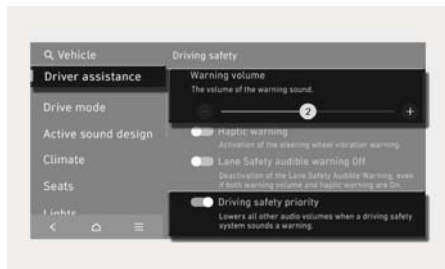 Vehicle
Driving safety
Driver assistance
Warning volume
The volume of the warning sound.
2
Drive mode
Haptic warning
Activation of the steering wheel vibration warning.
Active sound design
Lane Safety audible warning Off
Deactivation of the Lane Safety Audible Warning, even
if both warning volume and haptic warning are On.
Climate
Seats
Driving safety priority
Lowers all other audio volumes when a driving safety
system sounds a warning.
Lights